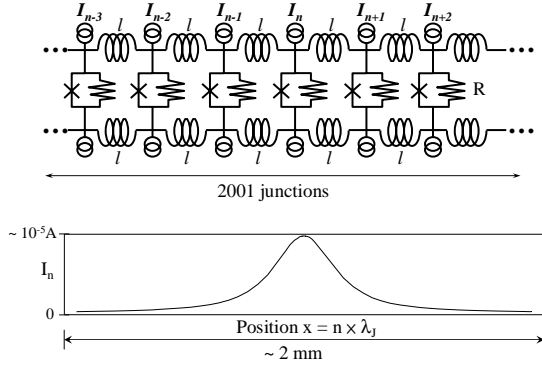 I_{n-3} l I_{n-2} l I_{n-1} l I_n l I_{n+1} l I_{n+2}
R
l l l l l
2001 junctions
~ 10^{-5}A
I_n
0
Position x = n × λ_J
~ 2 mm